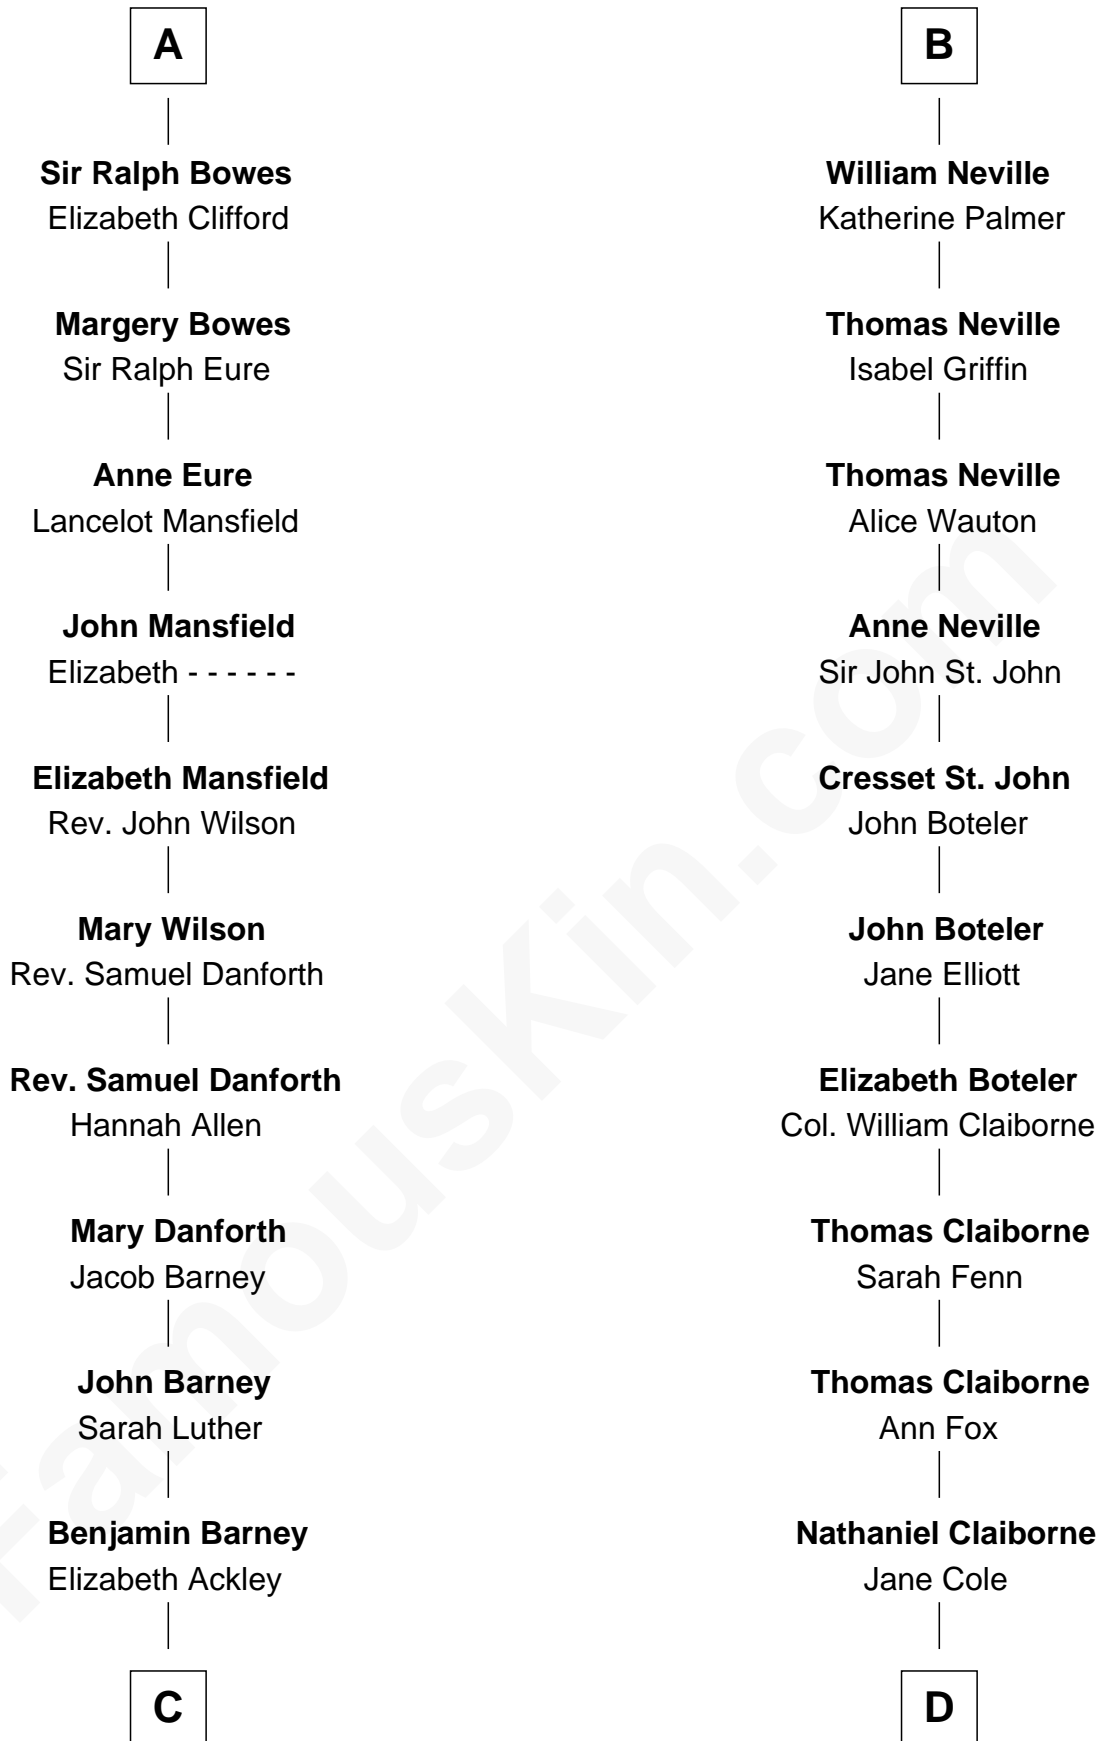 A
Sir Ralph Bowes
Elizabeth Clifford
Margery Bowes
Sir Ralph Eure
Anne Eure
Lancelot Mansfield
John Mansfield
Elizabeth - - - - - -
Elizabeth Mansfield
Rev. John Wilson
Mary Wilson
Rev. Samuel Danforth
Rev. Samuel Danforth
Hannah Allen
Mary Danforth
Jacob Barney
John Barney
Sarah Luther
Benjamin Barney
Elizabeth Ackley
C
B
William Neville
Katherine Palmer
Thomas Neville
Isabel Griffin
Thomas Neville
Alice Wauton
Anne Neville
Sir John St. John
Cresset St. John
John Boteler
John Boteler
Jane Elliott
Elizabeth Boteler
Col. William Claiborne
Thomas Claiborne
Sarah Fenn
Thomas Claiborne
Ann Fox
Nathaniel Claiborne
Jane Cole
D
FamousKin.com